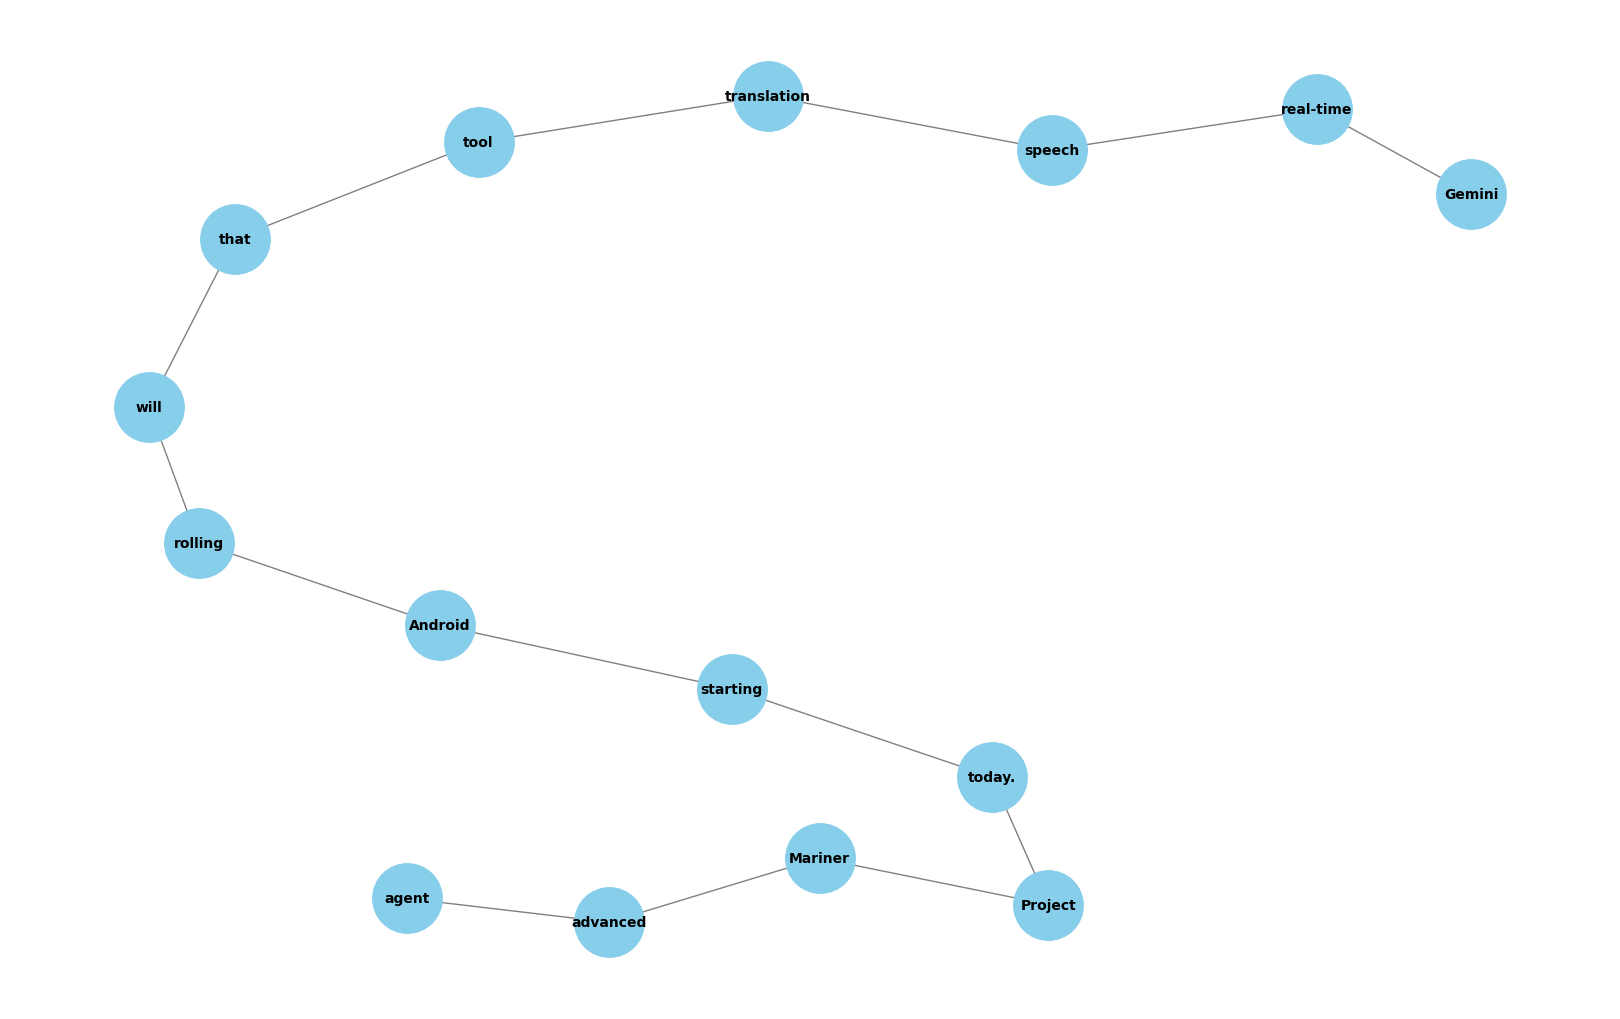 Gemini
real-time
speech
translation
tool
that
will
rolling
Android
starting
today.
Project
Mariner
advanced
agent